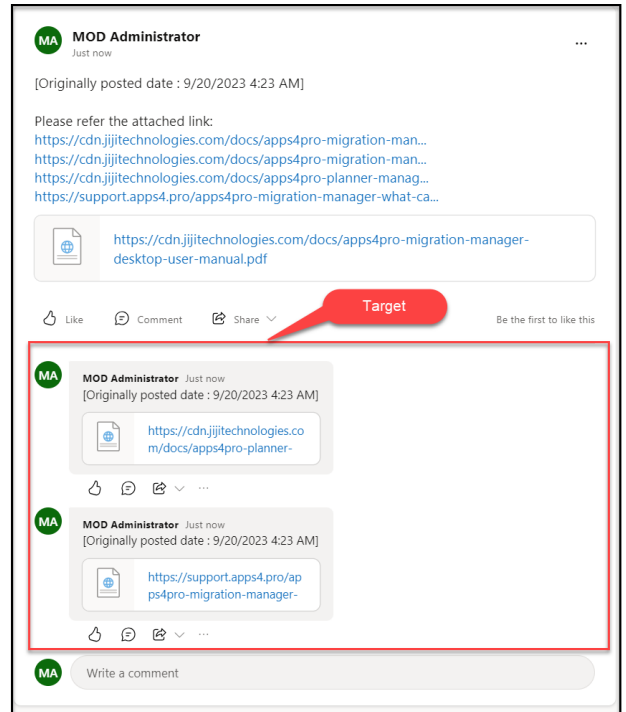 MA MOD Administrator ...
Just now
[Originally posted date : 9/20/2023 4:23 AM]
Please refer the attached link:
https://cdn.jijitechnologies.com/docs/apps4pro-migration-man...
https://cdn.jijitechnologies.com/docs/apps4pro-migration-man...
https://cdn.jijitechnologies.com/docs/apps4pro-planner-manag...
https://support.apps4.pro/apps4pro-migration-manager-what-ca...
https://cdn.jijitechnologies.com/docs/apps4pro-migration-manager-
desktop-user-manual.pdf
Target
Like Comment Share Be the first to like this
MA MOD Administrator Just now
[Originally posted date : 9/20/2023 4:23 AM]
https://cdn.jijitechnologies.co
m/docs/apps4pro-planner-
...
MA MOD Administrator Just now
[Originally posted date : 9/20/2023 4:23 AM]
https://support.apps4.pro/ap
ps4pro-migration-manager-
...
MA Write a comment